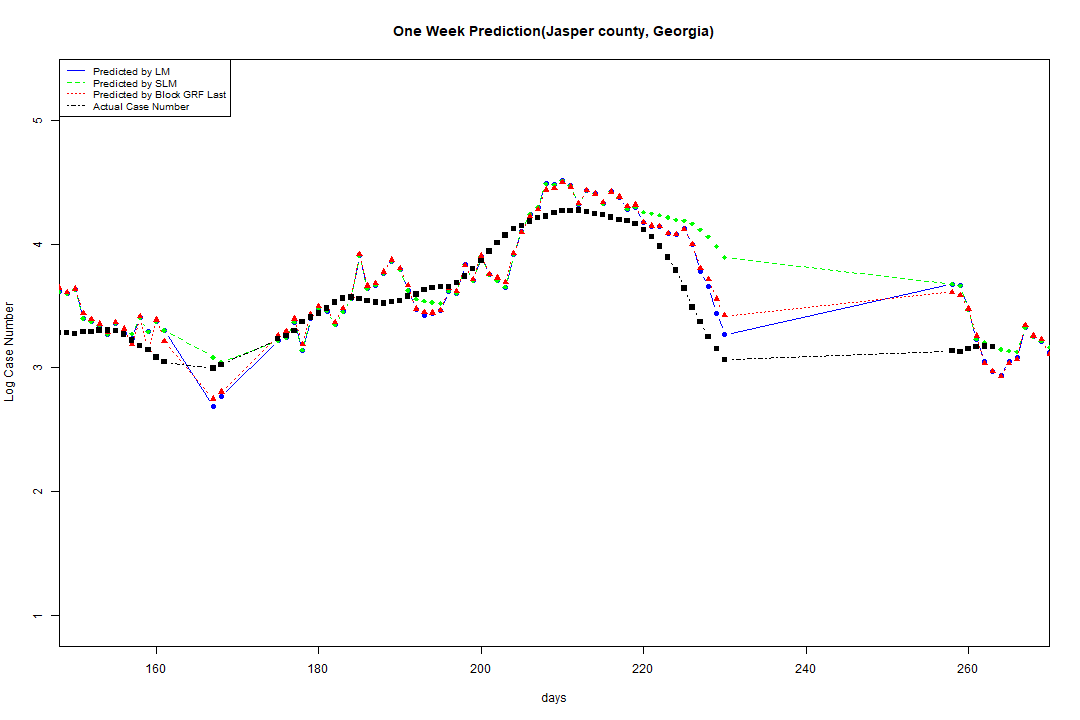 One Week Prediction(Jasper county, Georgia)
Predicted by LM
Predicted by SLM
Predicted by Block GRF Last
Actual Case Number
5
4
3
2
1
Log Case Number
160 180 200 220 240 260
days